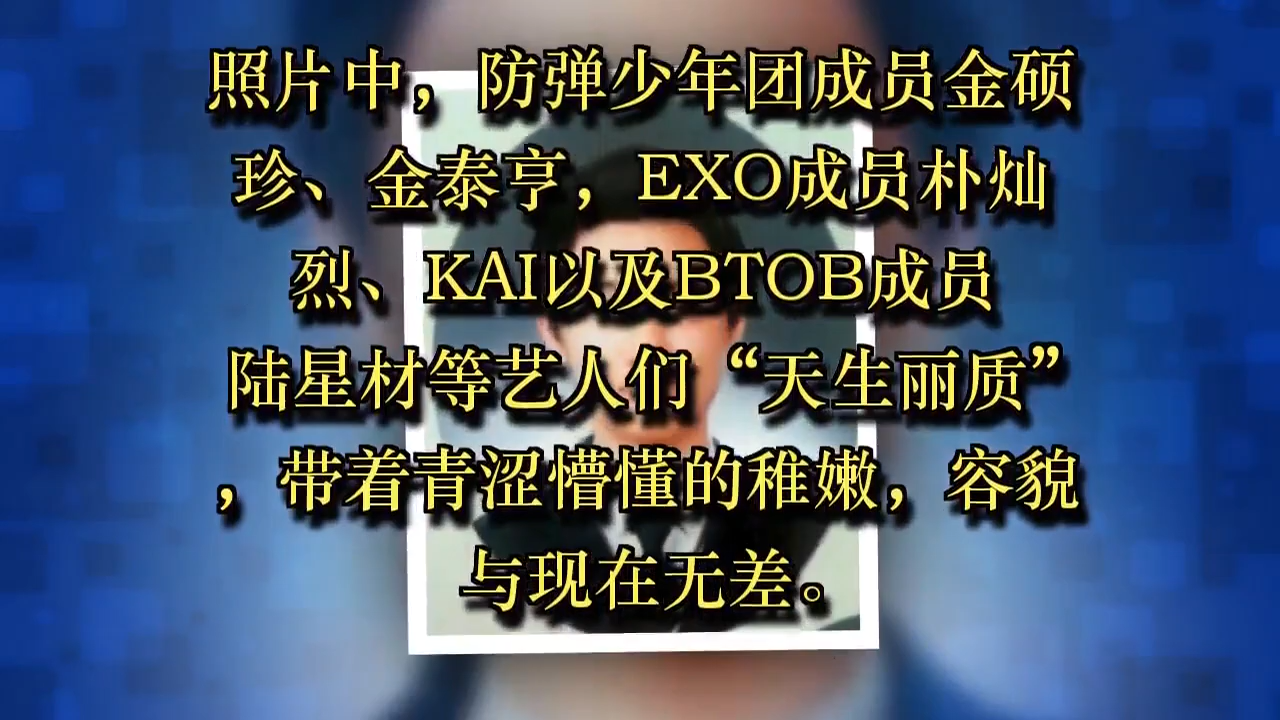 照片中，防弹少年团成员金硕
珍、金泰亨，EXO成员朴灿
烈、KAI以及BTOB成员
陆星材等艺人们“天生丽质”
，带着青涩懵懂的稚嫩，容貌
与现在无差。